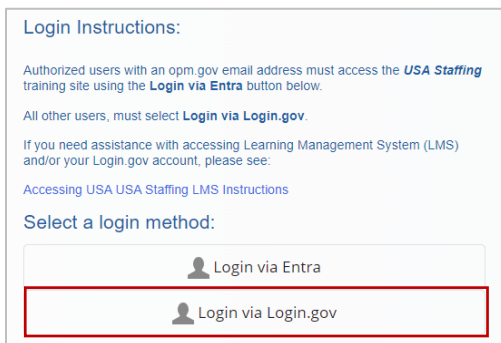 Login Instructions:
Authorized users with an opm.gov email address must access the USA Staffing
training site using the Login via Entra button below.
All other users, must select Login via Login.gov.
If you need assistance with accessing Learning Management System (LMS)
and/or your Login.gov account, please see:
Accessing USA USA Staffing LMS Instructions
Select a login method:
Login via Entra
Login via Login.gov